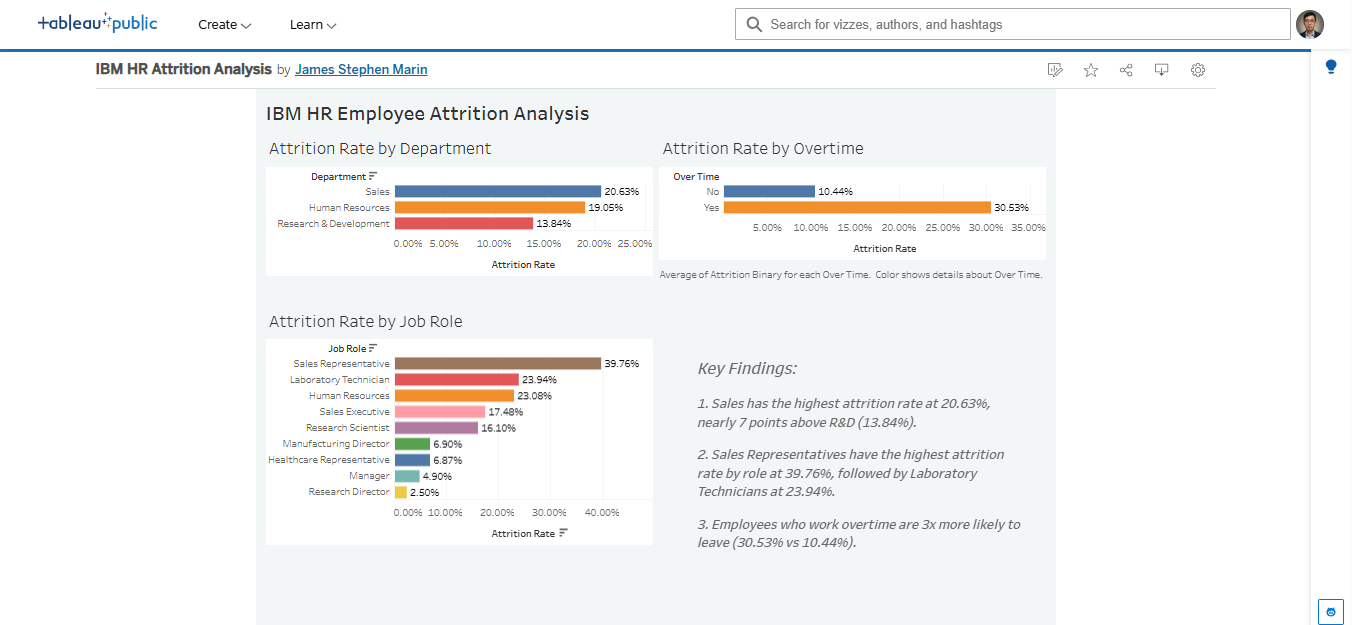 tableau public Create Learn Search for vizzes, authors, and hashtags
IBM HR Attrition Analysis by James Stephen Marin
IBM HR Employee Attrition Analysis
Attrition Rate by Department
Department
Sales 20.63%
Human Resources 19.05%
Research & Development 13.84%
0.00% 5.00% 10.00% 15.00% 20.00% 25.00%
Attrition Rate
Attrition Rate by Overtime
Over Time
No 10.44%
Yes 30.53%
5.00% 10.00% 15.00% 20.00% 25.00% 30.00% 35.00%
Attrition Rate
Average of Attrition Binary for each Over Time. Color shows details about Over Time.
Attrition Rate by Job Role
Job Role
Sales Representative 39.76%
Laboratory Technician 23.94%
Human Resources 23.08%
Sales Executive 17.48%
Research Scientist 16.10%
Manufacturing Director 6.90%
Healthcare Representative 6.87%
Manager 4.90%
Research Director 2.50%
0.00% 10.00% 20.00% 30.00% 40.00%
Attrition Rate
Key Findings:
1. Sales has the highest attrition rate at 20.63%,
nearly 7 points above R&D (13.84%).
2. Sales Representatives have the highest attrition
rate by role at 39.76%, followed by Laboratory
Technicians at 23.94%.
3. Employees who work overtime are 3x more likely to
leave (30.53% vs 10.44%).